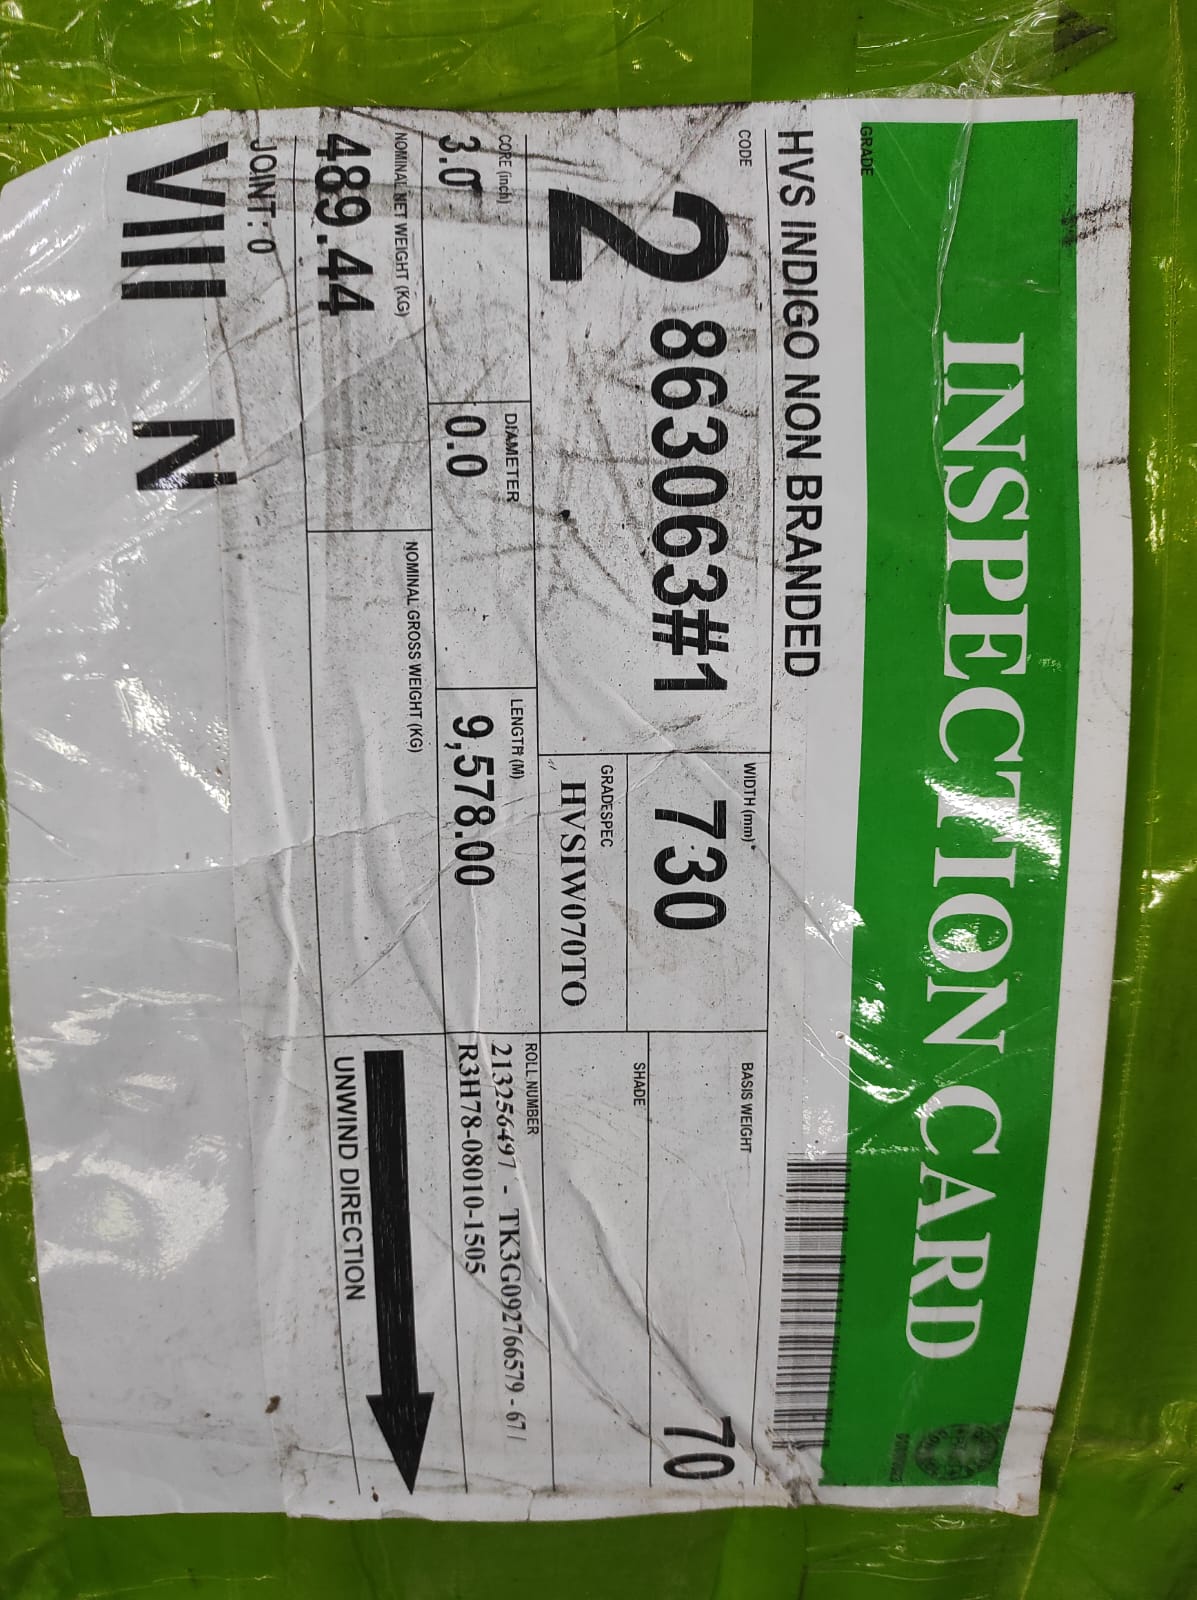 INSPECTION CARD
GRADE
HVS INDIGO NON BRANDED
CODE
2 863063#1
2
WIDTH (mm)
730
BASIS WEIGHT
70
GRADESPEC
HVSIW070TO
SHADE
CORE (inch)
3.0
DIAMETER
0.0
LENGTH (M)
9,578.00
ROLL NUMBER
213256497 - TK3G092766579 - 67 /
R3H78-08010-1505
NOMINAL NET WEIGHT (KG)
489.44
NOMINAL GROSS WEIGHT (KG)
UNWIND DIRECTION
JOINT: 0
VIII N